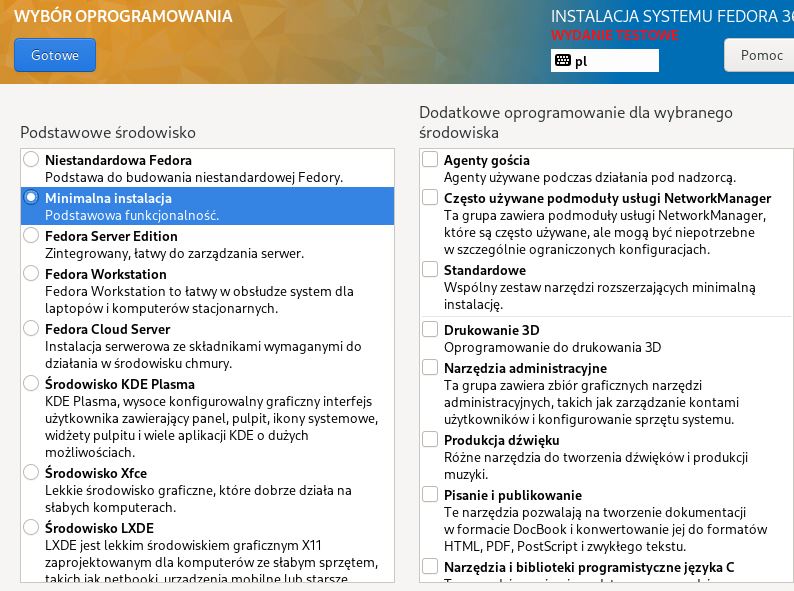 WYBÓR OPROGRAMOWANIA
Gotowe
INSTALACJA SYSTEMU FEDORA 36
WYDANIE TESTOWE
pl
Pomoc
Podstawowe środowisko
Niestandardowa Fedora
Podstawa do budowania niestandardowej Fedory.
Minimalna instalacja
Podstawowa funkcjonalność.
Fedora Server Edition
Zintegrowany, łatwy do zarządzania serwer.
Fedora Workstation
Fedora Workstation to łatwy w obsłudze system dla
laptopów i komputerów stacjonarnych.
Fedora Cloud Server
Instalacja serwerowa ze składnikami wymaganymi do
działania w środowisku chmury.
Środowisko KDE Plasma
KDE Plasma, wysoce konfigurowalny graficzny interfejs
użytkownika zawierający panel, pulpit, ikony systemowe,
widżety pulpitu i wiele aplikacji KDE o dużych
możliwościach.
Środowisko Xfce
Lekkie środowisko graficzne, które dobrze działa na
słabych komputerach.
Środowisko LXDE
LXDE jest lekkim środowiskiem graficznym X11
zaprojektowanym dla komputerów ze słabym sprzętem,
takich jak netbooki, urządzenia mobilne lub starsze
Dodatkowe oprogramowanie dla wybranego
środowiska
Agenty gościa
Agenty używane podczas działania pod nadzorcą.
Często używane podmoduły usługi NetworkManager
Ta grupa zawiera podmoduły usługi NetworkManager,
które są często używane, ale mogą być niepotrzebne
w szczególnie ograniczonych konfiguracjach.
Standardowe
Wspólny zestaw narzędzi rozszerzających minimalną
instalację.
Drukowanie 3D
Oprogramowanie do drukowania 3D
Narzędzia administracyjne
Ta grupa zawiera zbiór graficznych narzędzi
administracyjnych, takich jak zarządzanie kontami
użytkowników i konfigurowanie sprzętu systemu.
Produkcja dźwięku
Różne narzędzia do tworzenia dźwięków i produkcji
muzyki.
Pisanie i publikowanie
Te narzędzia pozwalają na tworzenie dokumentacji
w formacie DocBook i konwertowanie jej do formatów
HTML, PDF, PostScript i zwykłego tekstu.
Narzędzia i biblioteki programistyczne języka C